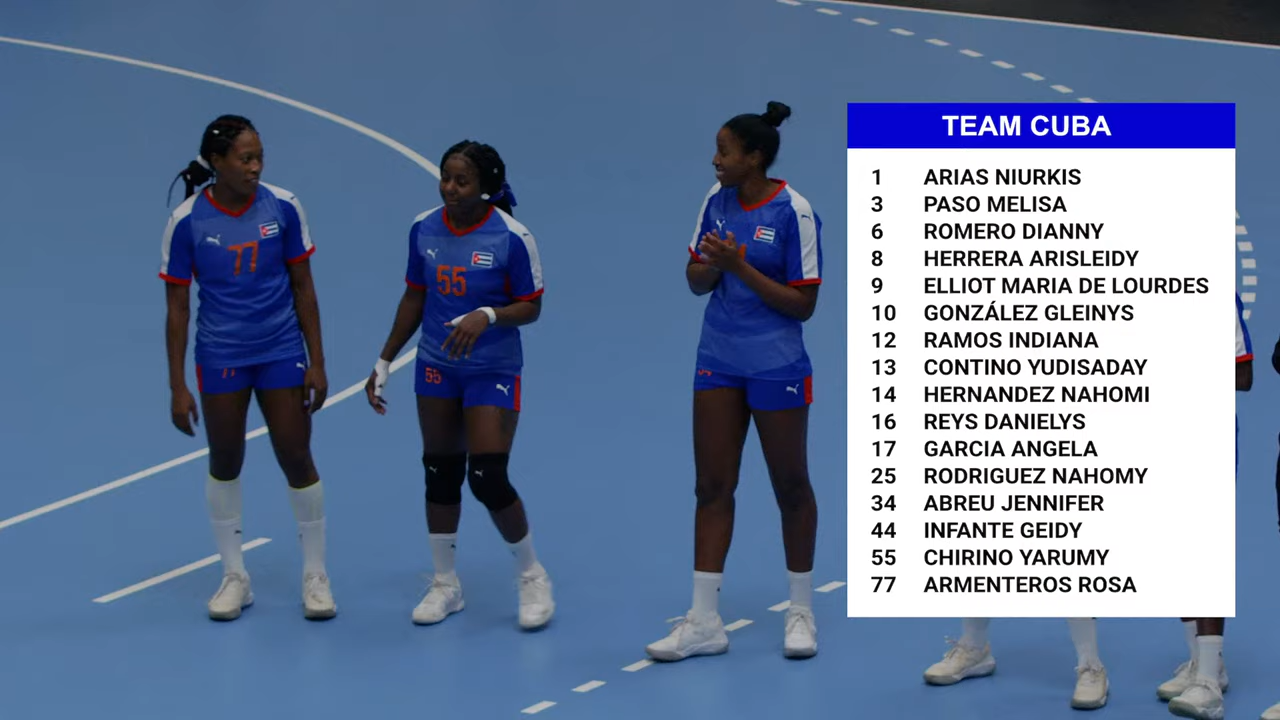 TEAM CUBA
1 ARIAS NIURKIS
3 PASO MELISA
6 ROMERO DIANNY
8 HERRERA ARISLEIDY
9 ELLIOT MARIA DE LOURDES
10 GONZÁLEZ GLEINYS
12 RAMOS INDIANA
13 CONTINO YUDISADAY
14 HERNANDEZ NAHOMI
16 REYS DANIELYS
17 GARCIA ANGELA
25 RODRIGUEZ NAHOMY
34 ABREU JENNIFER
44 INFANTE GEIDY
55 CHIRINO YARUMY
77 ARMENTEROS ROSA
77
55
77
55